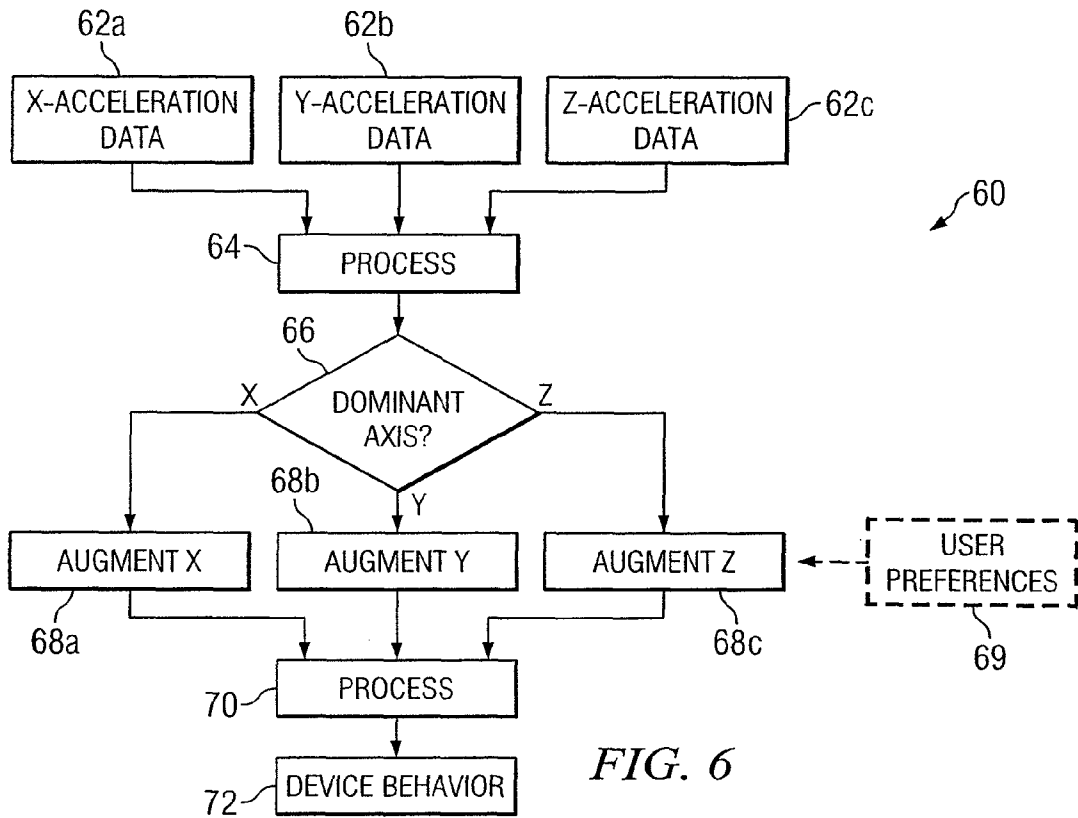 62a
62b
X-ACCELERATION
DATA
Y-ACCELERATION
DATA
Z-ACCELERATION
DATA
62c
60
64
PROCESS
66
X
DOMINANT
AXIS?
Z
Y
68b
AUGMENT X
AUGMENT Y
AUGMENT Z
USER
PREFERENCES
68a
68c
69
PROCESS
70
DEVICE BEHAVIOR
72
FIG. 6